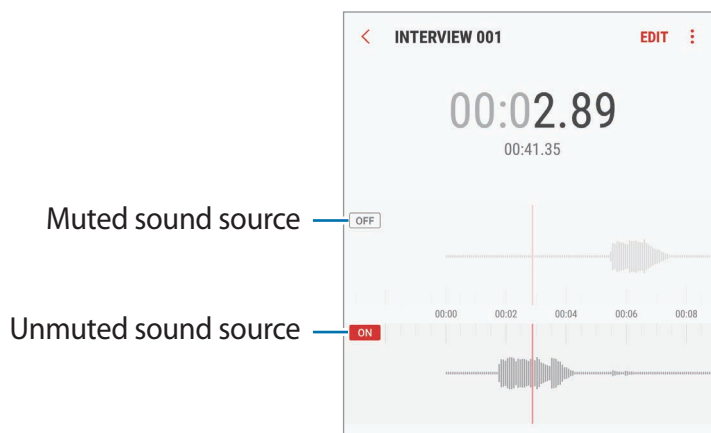 INTERVIEW 001 EDIT
00:02.89
00:41.35
Muted sound source OFF
00:00 00:02 00:04 00:06 00:08
Unmuted sound source ON